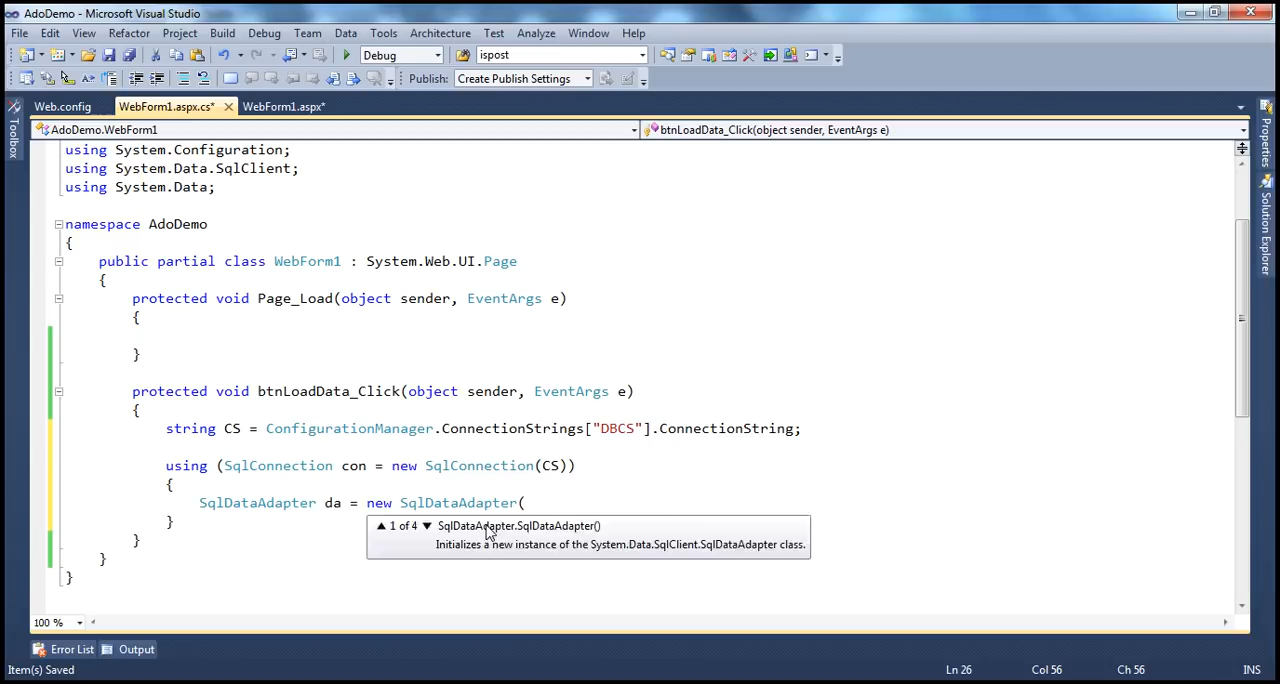 AdoDemo - Microsoft Visual Studio
File Edit View Refactor Project Build Debug Team Data Tools Architecture Test Analyze Window Help
Debug ispost
Publish: Create Publish Settings
Web.config WebForm1.aspx.cs* WebForm1.aspx*
AdoDemo.WebForm1 btnLoadData_Click(object sender, EventArgs e)
Toolbox
Properties
Solution Explorer
using System.Configuration;
using System.Data.SqlClient;
using System.Data;
namespace AdoDemo
{
public partial class WebForm1 : System.Web.UI.Page
{
protected void Page_Load(object sender, EventArgs e)
{
}
protected void btnLoadData_Click(object sender, EventArgs e)
{
string CS = ConfigurationManager.ConnectionStrings["DBCS"].ConnectionString;
using (SqlConnection con = new SqlConnection(CS))
{
SqlDataAdapter da = new SqlDataAdapter(
}
1 of 4 SqlDataAdapter.SqlDataAdapter()
Initializes a new instance of the System.Data.SqlClient.SqlDataAdapter class.
}
}
}
100 %
Error List Output
Item(s) Saved Ln 26 Col 56 Ch 56 INS